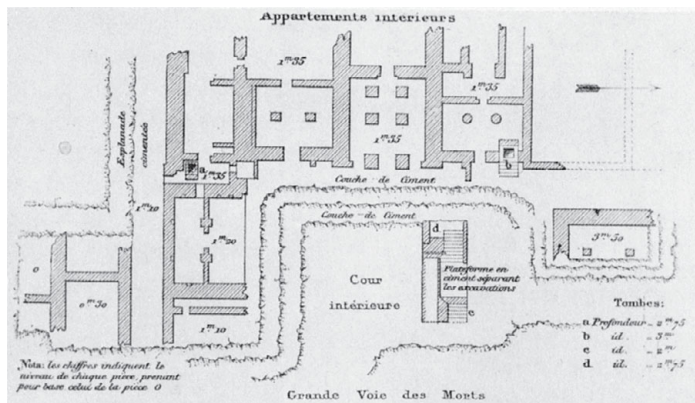 Appartements intérieurs
1m35
1m35
1m35
Esplanade
cimentée
a
1m35
b
Couche de Ciment
1m10
Couche de Ciment
1m20
d
3m50
Plateforme en
ciment séparant
les excavations
Cour
intérieure
0
0m30
1m10
c
Tombes:
a Profondeur _ 2m75
b id. _ 3m
c id. _ 2m
d id. _ 2m75
Nota: les chiffres indiquent le
niveau de chaque pièce, prenant
pour base celui de la pièce 0
Grande Voie des Morts